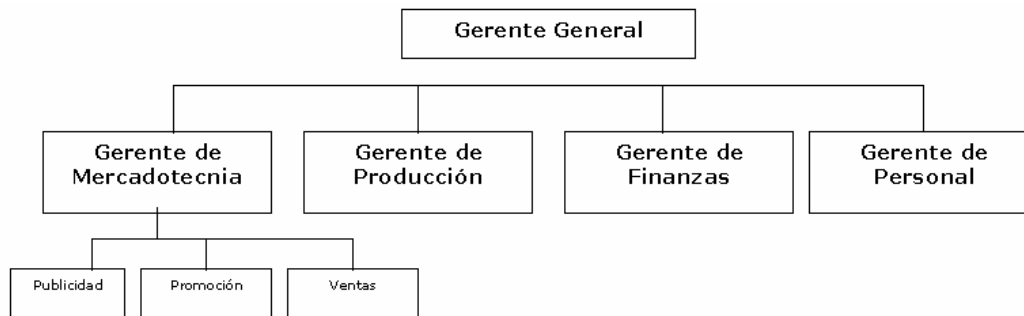 Gerente General
Gerente de
Mercadotecnia
Gerente de
Producción
Gerente de
Finanzas
Gerente de
Personal
Publicidad
Promoción
Ventas